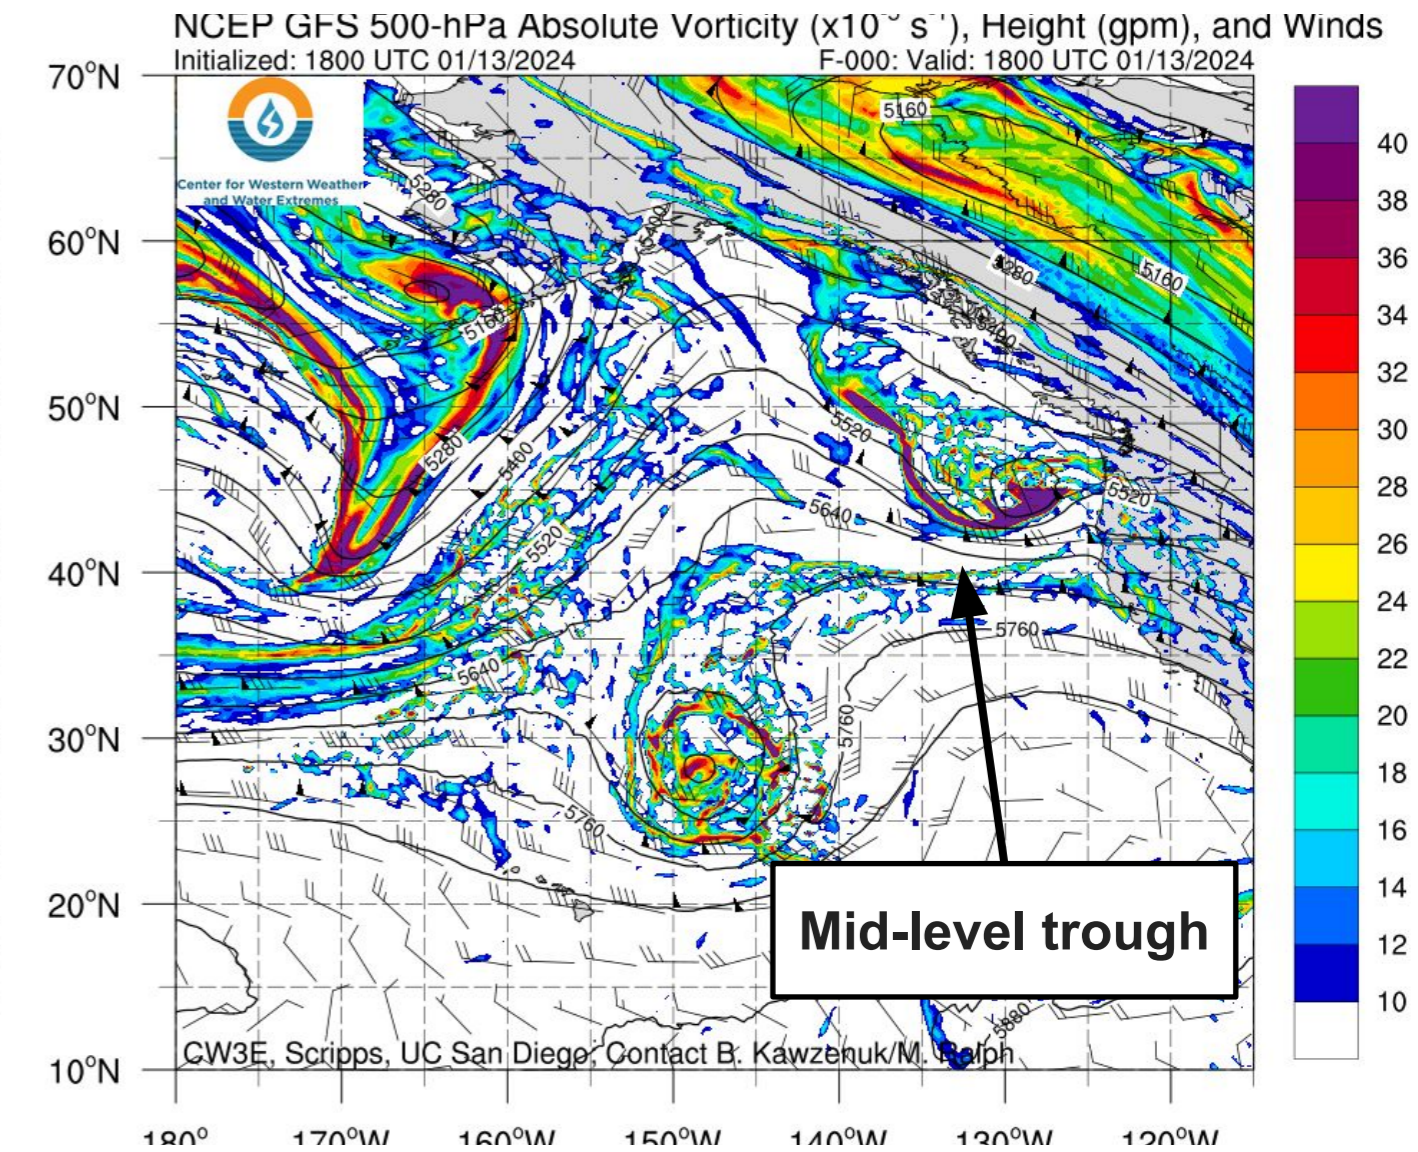 NCEP GFS 500-hPa Absolute Vorticity (x10⁻⁵ s⁻¹), Height (gpm), and Winds
Initialized: 1800 UTC 01/13/2024 F-000: Valid: 1800 UTC 01/13/2024
70°N
60°N
50°N
40°N
30°N
20°N
10°N
Center for Western Weather
and Water Extremes
5160
5280
5400
5280
5160
5160
5640
5280
5400
5520
5520
5640
5520
5640
5760
5760
5760
5880
Mid-level trough
CW3E, Scripps, UC San Diego; Contact B. Kawzenuk/M. Ralph
180° 170°W 160°W 150°W 140°W 130°W 120°W
40
38
36
34
32
30
28
26
24
22
20
18
16
14
12
10